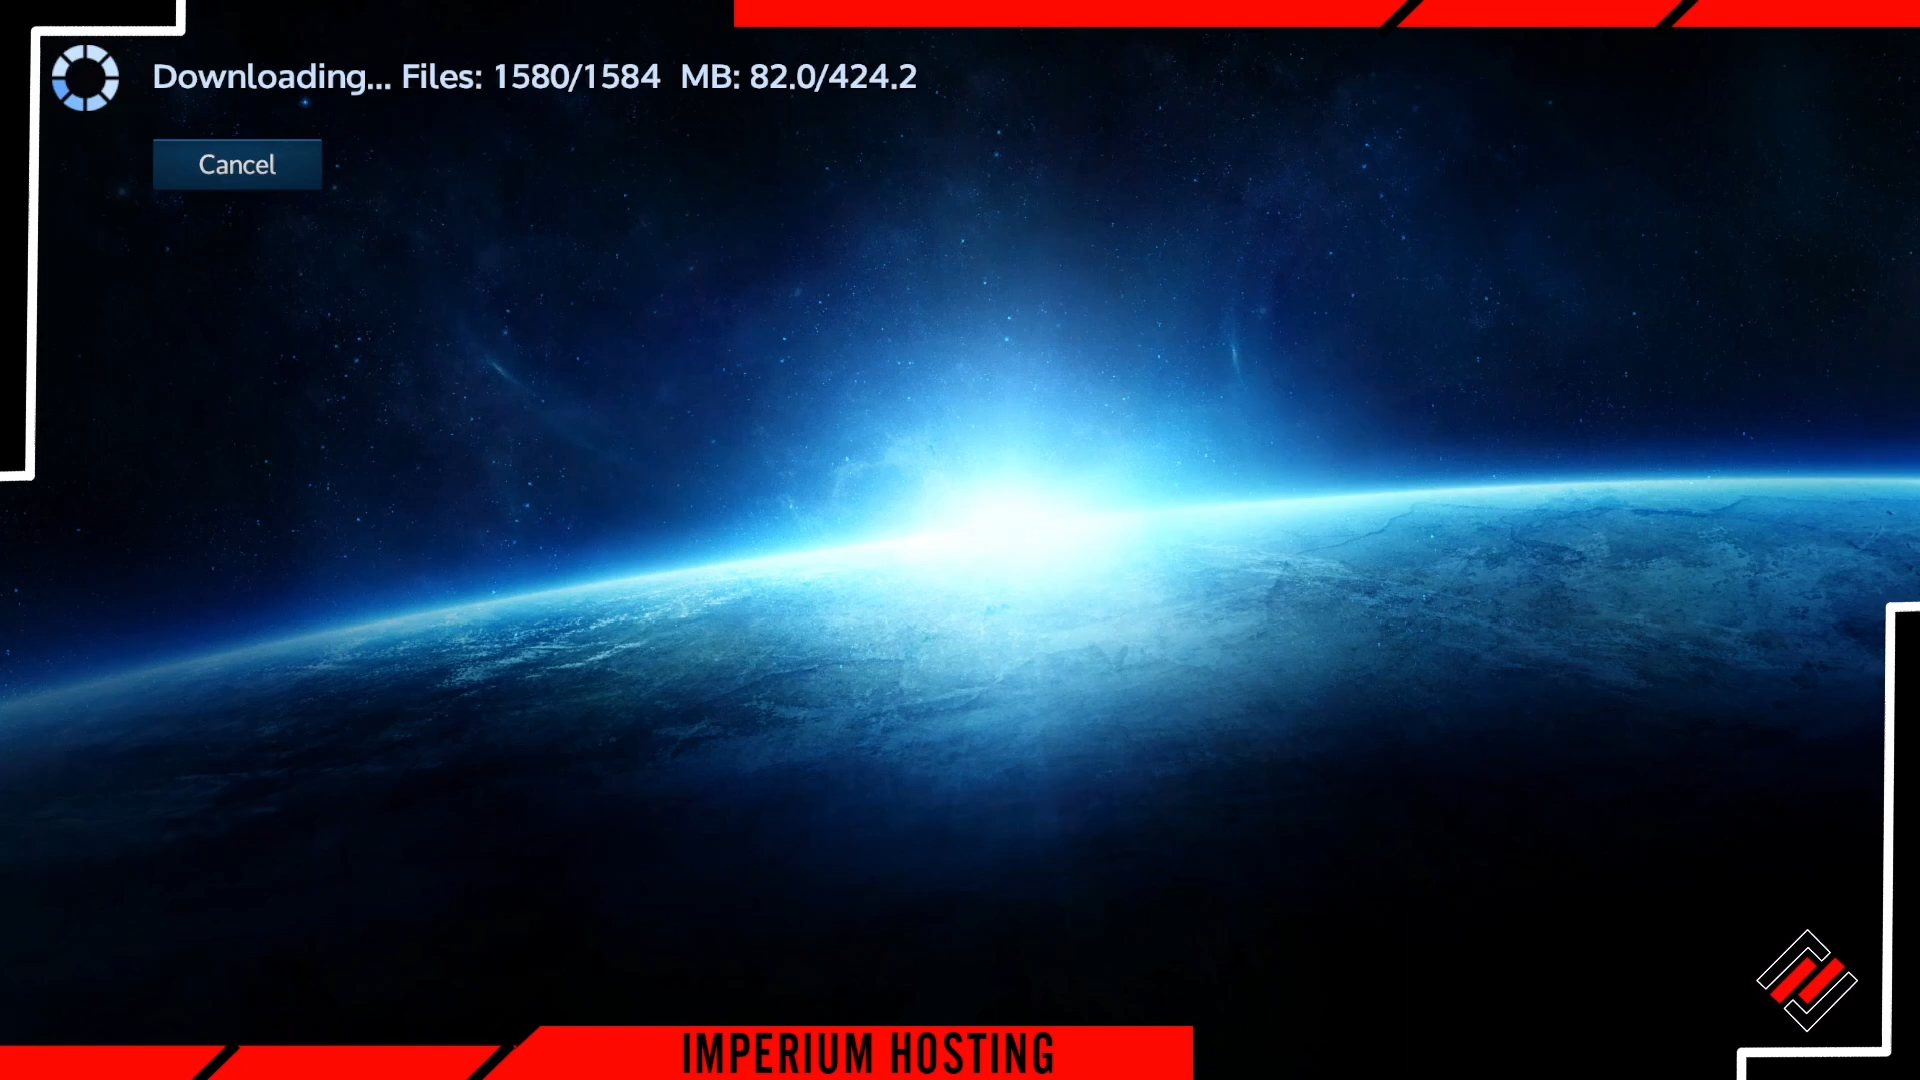 Downloading... Files: 1580/1584  MB: 82.0/424.2
Cancel
IMPERIUM HOSTING